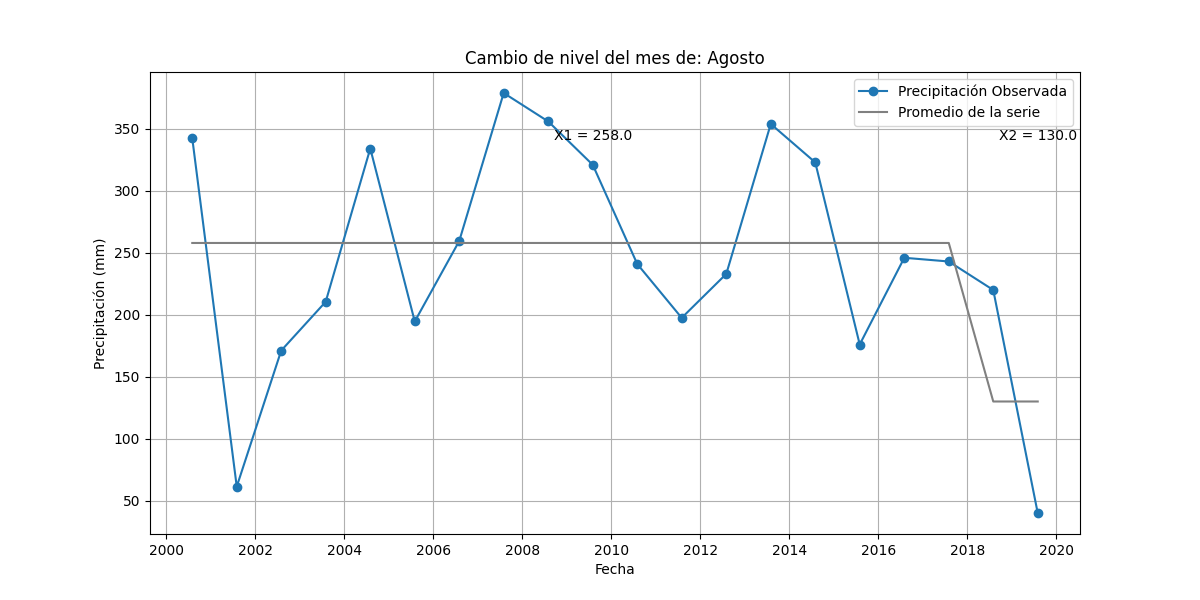 Cambio de nivel del mes de: Agosto
Precipitación Observada
Promedio de la serie
X1 = 258.0
X2 = 130.0
Precipitación (mm)
350
300
250
200
150
100
50
2000 2002 2004 2006 2008 2010 2012 2014 2016 2018 2020
Fecha